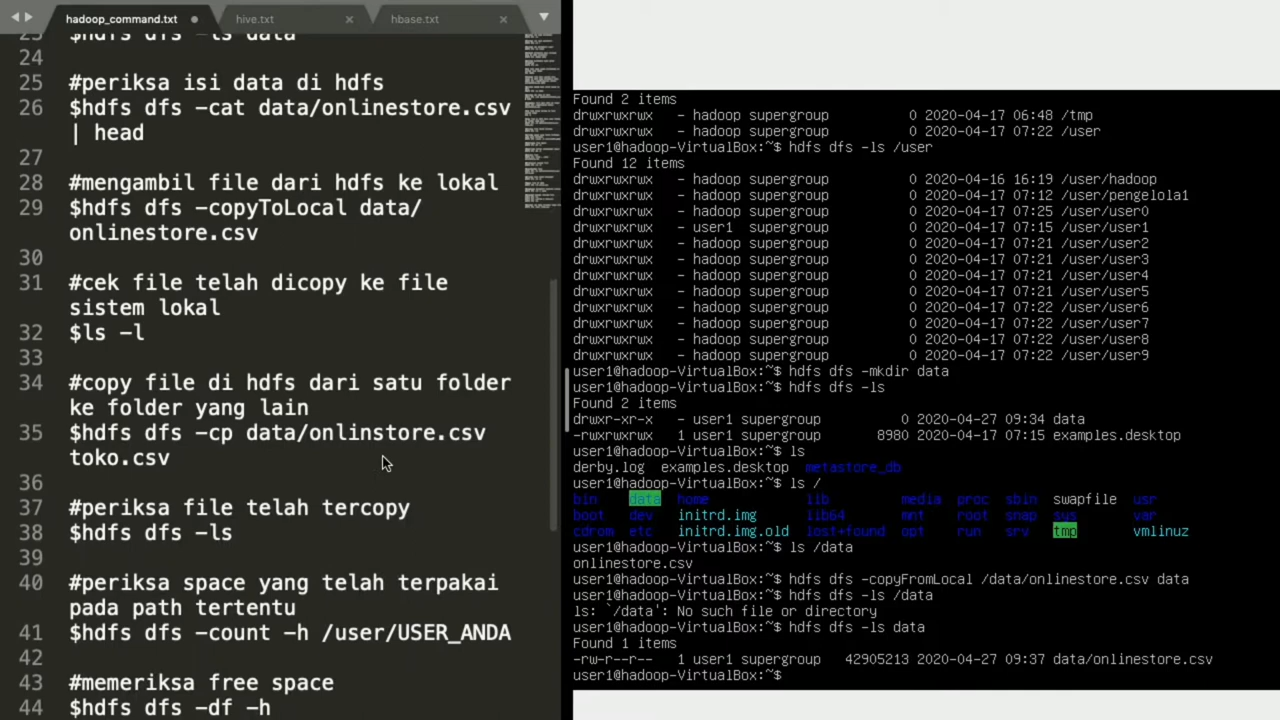 hadoop_command.txt
hive.txt
hbase.txt
23 $hdfs dfs -ls data
24
25 #periksa isi data di hdfs
26 $hdfs dfs -cat data/onlinestore.csv
| head
27
28 #mengambil file dari hdfs ke lokal
29 $hdfs dfs -copyToLocal data/
onlinestore.csv
30
31 #cek file telah dicopy ke file
sistem lokal
32 $ls -l
33
34 #copy file di hdfs dari satu folder
ke folder yang lain
35 $hdfs dfs -cp data/onlinstore.csv
toko.csv
36
37 #periksa file telah tercopy
38 $hdfs dfs -ls
39
40 #periksa space yang telah terpakai
pada path tertentu
41 $hdfs dfs -count -h /user/USER_ANDA
42
43 #memeriksa free space
44 $hdfs dfs -df -h
Found 2 items
drwxrwxrwx - hadoop supergroup 0 2020-04-17 06:48 /tmp
drwxrwxrwx - hadoop supergroup 0 2020-04-17 07:22 /user
user1@hadoop-VirtualBox:~$ hdfs dfs -ls /user
Found 12 items
drwxrwxrwx - hadoop supergroup 0 2020-04-16 16:19 /user/hadoop
drwxrwxrwx - hadoop supergroup 0 2020-04-17 07:12 /user/pengelola1
drwxrwxrwx - hadoop supergroup 0 2020-04-17 07:25 /user/user0
drwxrwxrwx - user1 supergroup 0 2020-04-17 07:15 /user/user1
drwxrwxrwx - hadoop supergroup 0 2020-04-17 07:21 /user/user2
drwxrwxrwx - hadoop supergroup 0 2020-04-17 07:21 /user/user3
drwxrwxrwx - hadoop supergroup 0 2020-04-17 07:21 /user/user4
drwxrwxrwx - hadoop supergroup 0 2020-04-17 07:21 /user/user5
drwxrwxrwx - hadoop supergroup 0 2020-04-17 07:22 /user/user6
drwxrwxrwx - hadoop supergroup 0 2020-04-17 07:22 /user/user7
drwxrwxrwx - hadoop supergroup 0 2020-04-17 07:22 /user/user8
drwxrwxrwx - hadoop supergroup 0 2020-04-17 07:22 /user/user9
user1@hadoop-VirtualBox:~$ hdfs dfs -mkdir data
user1@hadoop-VirtualBox:~$ hdfs dfs -ls
Found 2 items
drwxr-xr-x - user1 supergroup 0 2020-04-27 09:34 data
-rwxrwxrwx 1 user1 supergroup 8980 2020-04-17 07:15 examples.desktop
user1@hadoop-VirtualBox:~$ ls
derby.log examples.desktop metastore_db
user1@hadoop-VirtualBox:~$ ls /
bin data home lib media proc sbin swapfile usr
boot dev initrd.img lib64 mnt root snap sys var
cdrom etc initrd.img.old lost+found opt run srv tmp vmlinuz
user1@hadoop-VirtualBox:~$ ls /data
onlinestore.csv
user1@hadoop-VirtualBox:~$ hdfs dfs -copyFromLocal /data/onlinestore.csv data
user1@hadoop-VirtualBox:~$ hdfs dfs -ls /data
ls: `/data': No such file or directory
user1@hadoop-VirtualBox:~$ hdfs dfs -ls data
Found 1 items
-rw-r--r-- 1 user1 supergroup 42905213 2020-04-27 09:37 data/onlinestore.csv
user1@hadoop-VirtualBox:~$